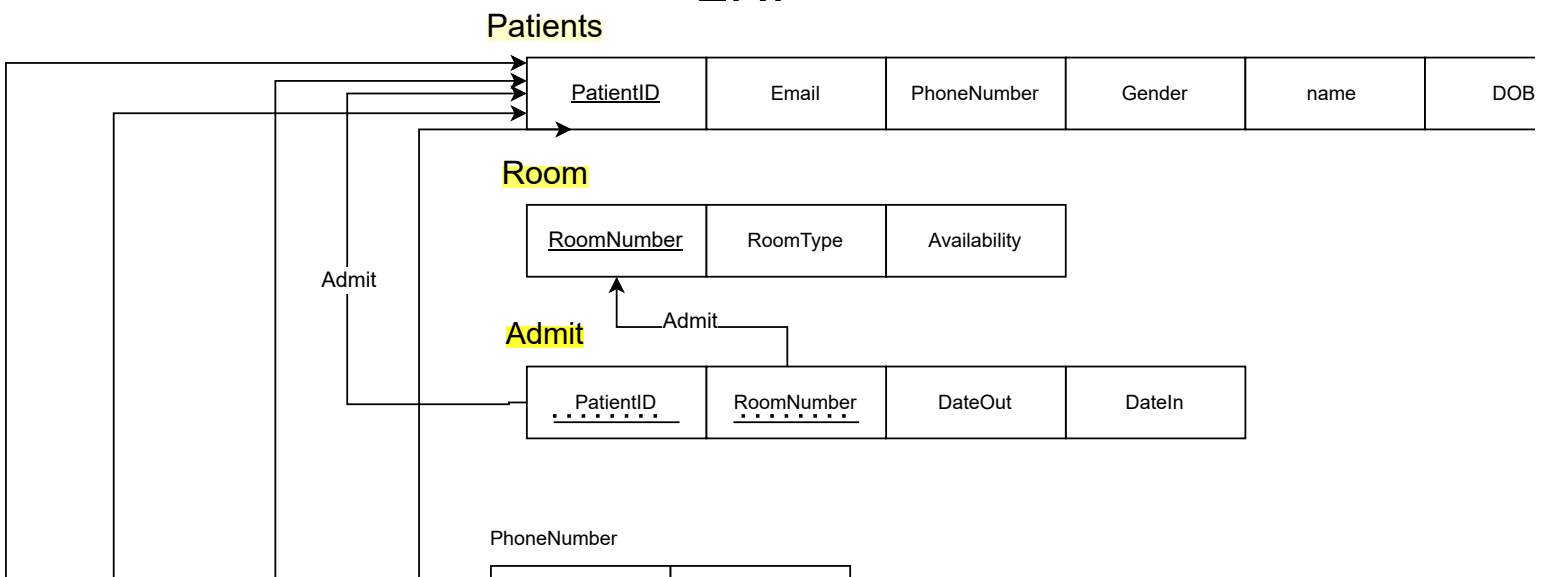 Patients
PatientID Email PhoneNumber Gender name DOB
Room
RoomNumber RoomType Availability
Admit
Admit
Admit
PatientID RoomNumber DateOut DateIn
PhoneNumber